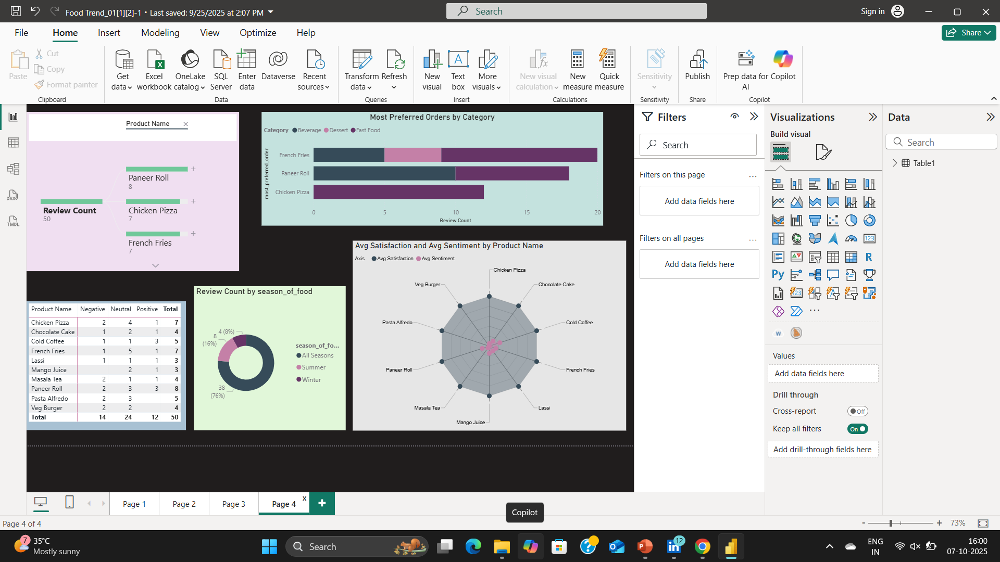 Food Trend_01[1][2]-1 • Last saved: 9/25/2025 at 2:07 PM
Search
Sign in
File
Home
Insert
Modeling
View
Optimize
Help
Share
Paste
Cut
Copy
Format painter
Clipboard
Get data
Excel workbook
OneLake catalog
SQL Server
Enter data
Dataverse
Recent sources
Data
Transform data
Refresh
Queries
New visual
Text box
More visuals
Insert
New visual calculation
New measure
Quick measure
Calculations
Sensitivity
Sensitivity
Publish
Share
Prep data for AI
Copilot
Copilot
DAX
TMDL
Product Name
Review Count
50
Paneer Roll
8
Chicken Pizza
7
French Fries
7
Most Preferred Orders by Category
Category Beverage Dessert Fast Food
most_preferred_order
French Fries
Paneer Roll
Chicken Pizza
0 5 10 15 20
Review Count
Product Name Negative Neutral Positive Total
Chicken Pizza 2 4 1 7
Chocolate Cake 1 2 1 4
Cold Coffee 1 1 3 5
French Fries 1 5 1 7
Lassi 1 1 1 3
Mango Juice 2 1 3
Masala Tea 2 1 1 4
Paneer Roll 2 3 3 8
Pasta Alfredo 2 3 5
Veg Burger 2 2 4
Total 14 24 12 50
Review Count by season_of_food
4 (8%)
8
(16%)
38
(76%)
season_of_fo...
All Seasons
Summer
Winter
Avg Satisfaction and Avg Sentiment by Product Name
Axis Avg Satisfaction Avg Sentiment
Chicken Pizza
Chocolate Cake
Cold Coffee
French Fries
Lassi
Mango Juice
Masala Tea
Paneer Roll
Pasta Alfredo
Veg Burger
Filters
Search
Filters on this page
...
Add data fields here
Filters on all pages
...
Add data fields here
Visualizations
Build visual
123
R
Py
123
...
W
Values
Add data fields here
Drill through
Cross-report
Off
Keep all filters
On
Add drill-through fields here
Data
Search
Table1
Page 1
Page 2
Page 3
Page 4
x
+
Copilot
Page 4 of 4
- + 73%
7
35°C
Mostly sunny
Search
12
ENG
IN
16:00
07-10-2025